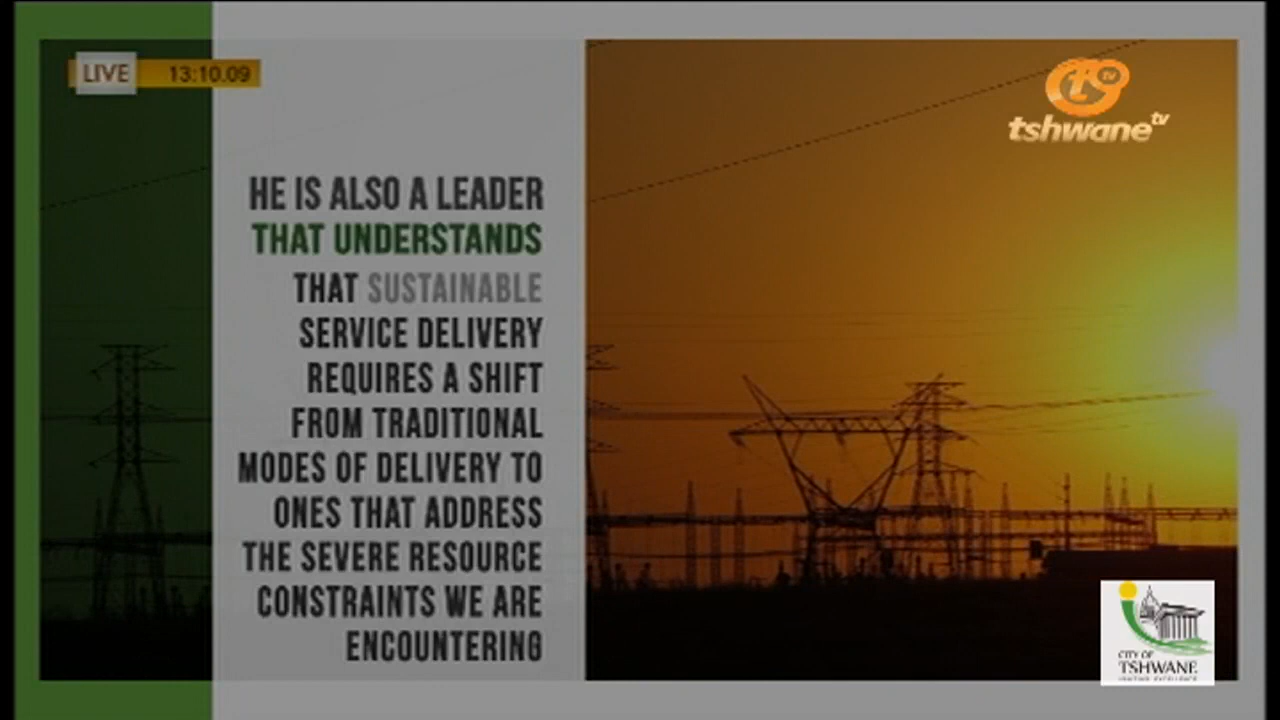 LIVE 13:10.09
tshwane tv
HE IS ALSO A LEADER
THAT UNDERSTANDS
THAT SUSTAINABLE
SERVICE DELIVERY
REQUIRES A SHIFT
FROM TRADITIONAL
MODES OF DELIVERY TO
ONES THAT ADDRESS
THE SEVERE RESOURCE
CONSTRAINTS WE ARE
ENCOUNTERING
CITY OF
TSHWANE